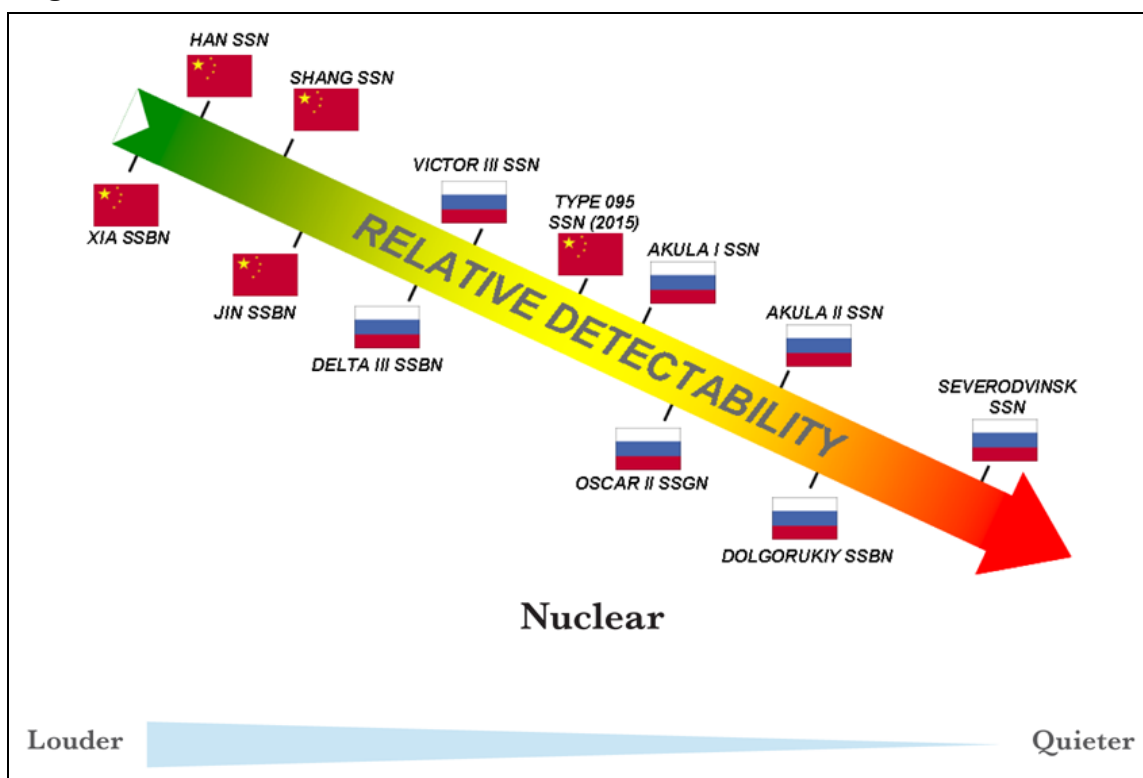 HAN SSN
SHANG SSN
XIA SSBN
JIN SSBN
VICTOR III SSN
DELTA III SSBN
TYPE 095
SSN (2015)
AKULA I SSN
RELATIVE DETECTABILITY
OSCAR II SSGN
AKULA II SSN
DOLGORUKIY SSBN
SEVERODVINSK
SSN
Nuclear
Louder
Quieter